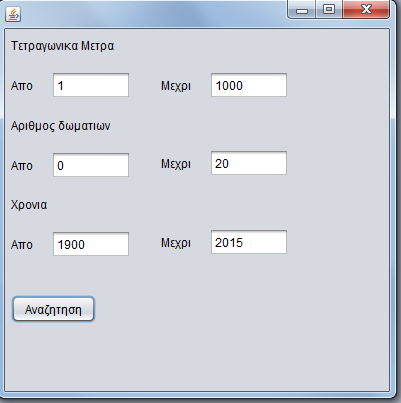 Τετραγωνικα Μετρα
Απο 1 Μεχρι 1000
Αριθμος δωματιων
Απο 0 Μεχρι 20
Χρονια
Απο 1900 Μεχρι 2015
Αναζητηση